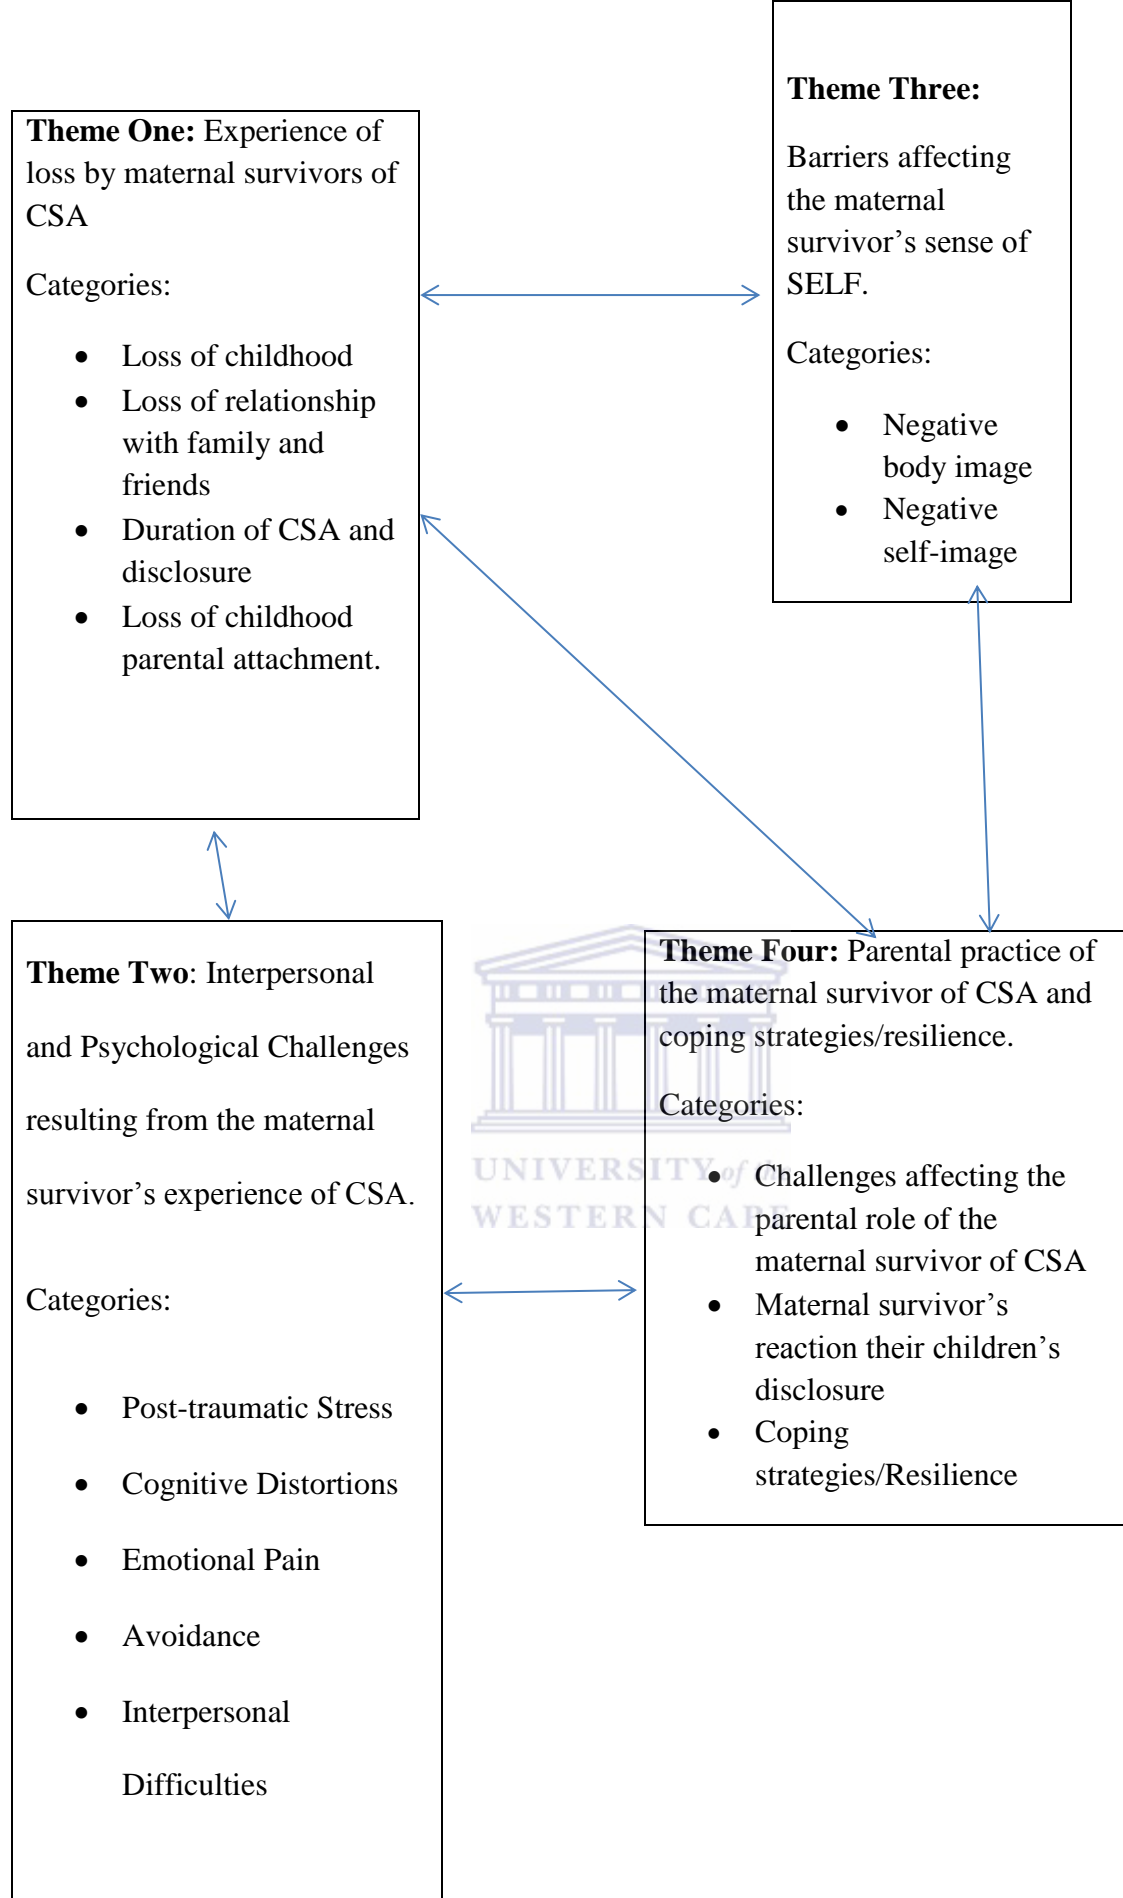 Theme One: Experience of
loss by maternal survivors of
CSA
Categories:
• Loss of childhood
• Loss of relationship
with family and
friends
• Duration of CSA and
disclosure
• Loss of childhood
parental attachment.
Theme Three:
Barriers affecting
the maternal
survivor’s sense of
SELF.
Categories:
• Negative
body image
• Negative
self-image
Theme Two: Interpersonal
and Psychological Challenges
resulting from the maternal
survivor’s experience of CSA.
Categories:
• Post-traumatic Stress
• Cognitive Distortions
• Emotional Pain
• Avoidance
• Interpersonal
Difficulties
Theme Four: Parental practice of
the maternal survivor of CSA and
coping strategies/resilience.
Categories:
• Challenges affecting the
parental role of the
maternal survivor of CSA
• Maternal survivor’s
reaction their children’s
disclosure
• Coping
strategies/Resilience
UNIVERSITY of the
WESTERN CAPE